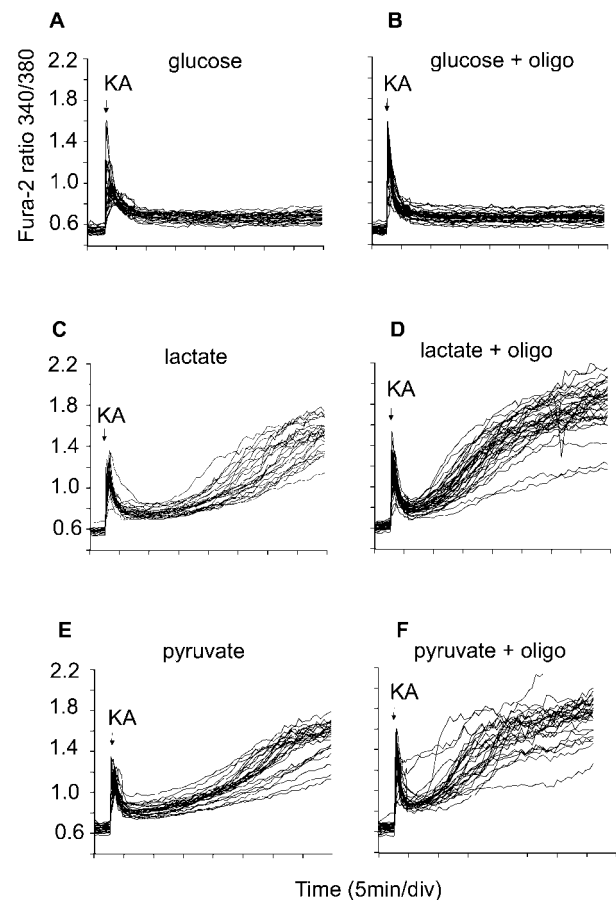 A
B
glucose
glucose + oligo
KA
KA
Fura-2 ratio 340/380
2.2
1.8
1.4
1.0
0.6
C
D
lactate
lactate + oligo
KA
KA
2.2
1.8
1.4
1.0
0.6
E
F
pyruvate
pyruvate + oligo
KA
KA
2.2
1.8
1.4
1.0
0.6
Time (5min/div)